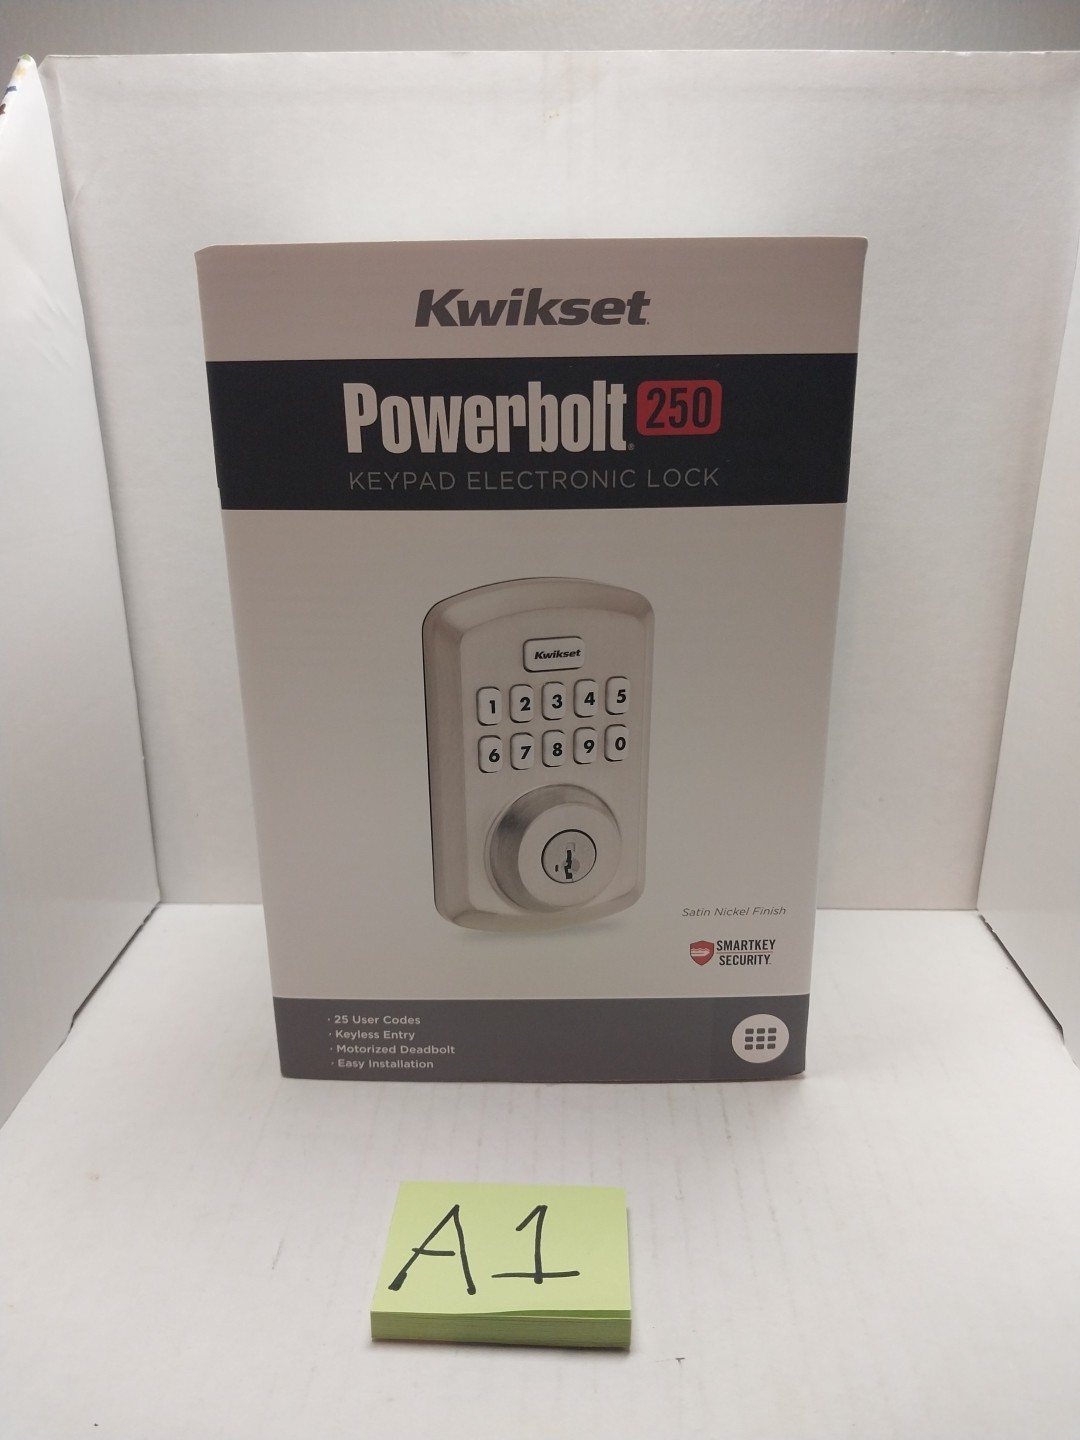 Kwikset
Powerbolt® 250
KEYPAD ELECTRONIC LOCK
Kwikset
1 2 3 4 5
6 7 8 9 0
Satin Nickel Finish
SMARTKEY
SECURITY
· 25 User Codes
· Keyless Entry
· Motorized Deadbolt
· Easy Installation
A1